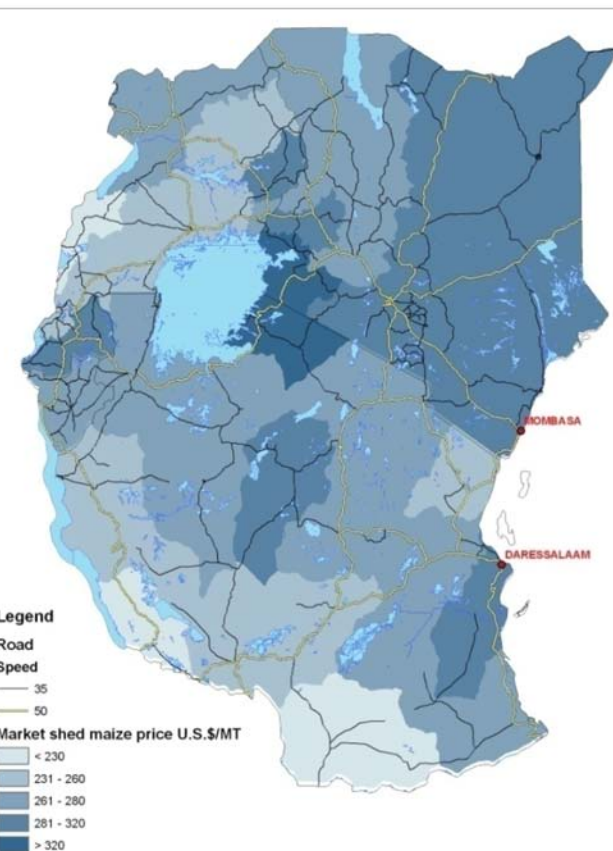 MOMBASA
DARESSALAAM
Legend
Road
Speed
35
50
Market shed maize price U.S.$/MT
< 230
231 - 260
261 - 280
281 - 320
> 320